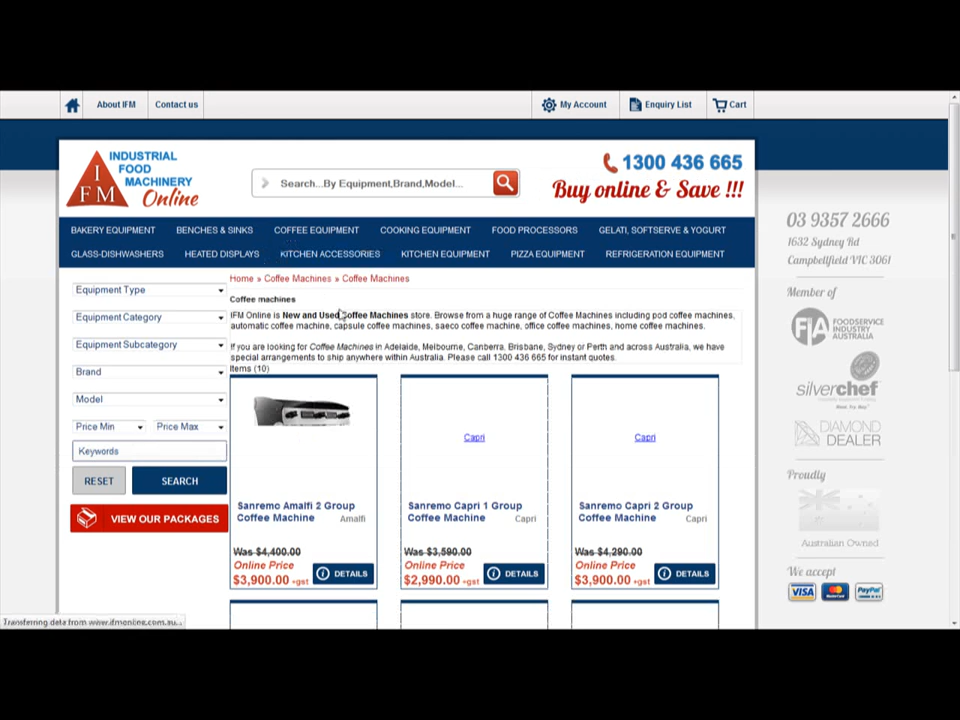 About IFM
Contact us
My Account
Enquiry List
Cart
INDUSTRIAL
FOOD
MACHINERY
Online
I
FM
Search...By Equipment,Brand,Model...
1300 436 665
Buy online & Save !!!
BAKERY EQUIPMENT
BENCHES & SINKS
COFFEE EQUIPMENT
COOKING EQUIPMENT
FOOD PROCESSORS
GELATI, SOFTSERVE & YOGURT
GLASS-DISHWASHERS
HEATED DISPLAYS
KITCHEN ACCESSORIES
KITCHEN EQUIPMENT
PIZZA EQUIPMENT
REFRIGERATION EQUIPMENT
Equipment Type
Equipment Category
Equipment Subcategory
Brand
Model
Price Min
Price Max
Keywords
RESET
SEARCH
VIEW OUR PACKAGES
Home » Coffee Machines » Coffee Machines
Coffee machines
IFM Online is New and Used Coffee Machines store. Browse from a huge range of Coffee Machines including pod coffee machines,
automatic coffee machine, capsule coffee machines, saeco coffee machine, office coffee machines, home coffee machines.
If you are looking for Coffee Machines in Adelaide, Melbourne, Canberra, Brisbane, Sydney or Perth and across Australia, we have
special arrangements to ship anywhere within Australia. Please call 1300 436 665 for instant quotes.
Items (10)
Sanremo Amalfi 2 Group
Coffee Machine
Amalfi
Was $4,400.00
Online Price
$3,900.00 +gst
DETAILS
Capri
Sanremo Capri 1 Group
Coffee Machine
Capri
Was $3,590.00
Online Price
$2,990.00 +gst
DETAILS
Capri
Sanremo Capri 2 Group
Coffee Machine
Capri
Was $4,290.00
Online Price
$3,900.00 +gst
DETAILS
03 9357 2666
1632 Sydney Rd
Campbellfield VIC 3061
Member of
FIA
FOODSERVICE
INDUSTRY
AUSTRALIA
silverchef
DIAMOND
DEALER
Proudly
Australian Owned
We accept
VISA
MasterCard
PayPal
Transferring data from www.ifmonline.com.au...